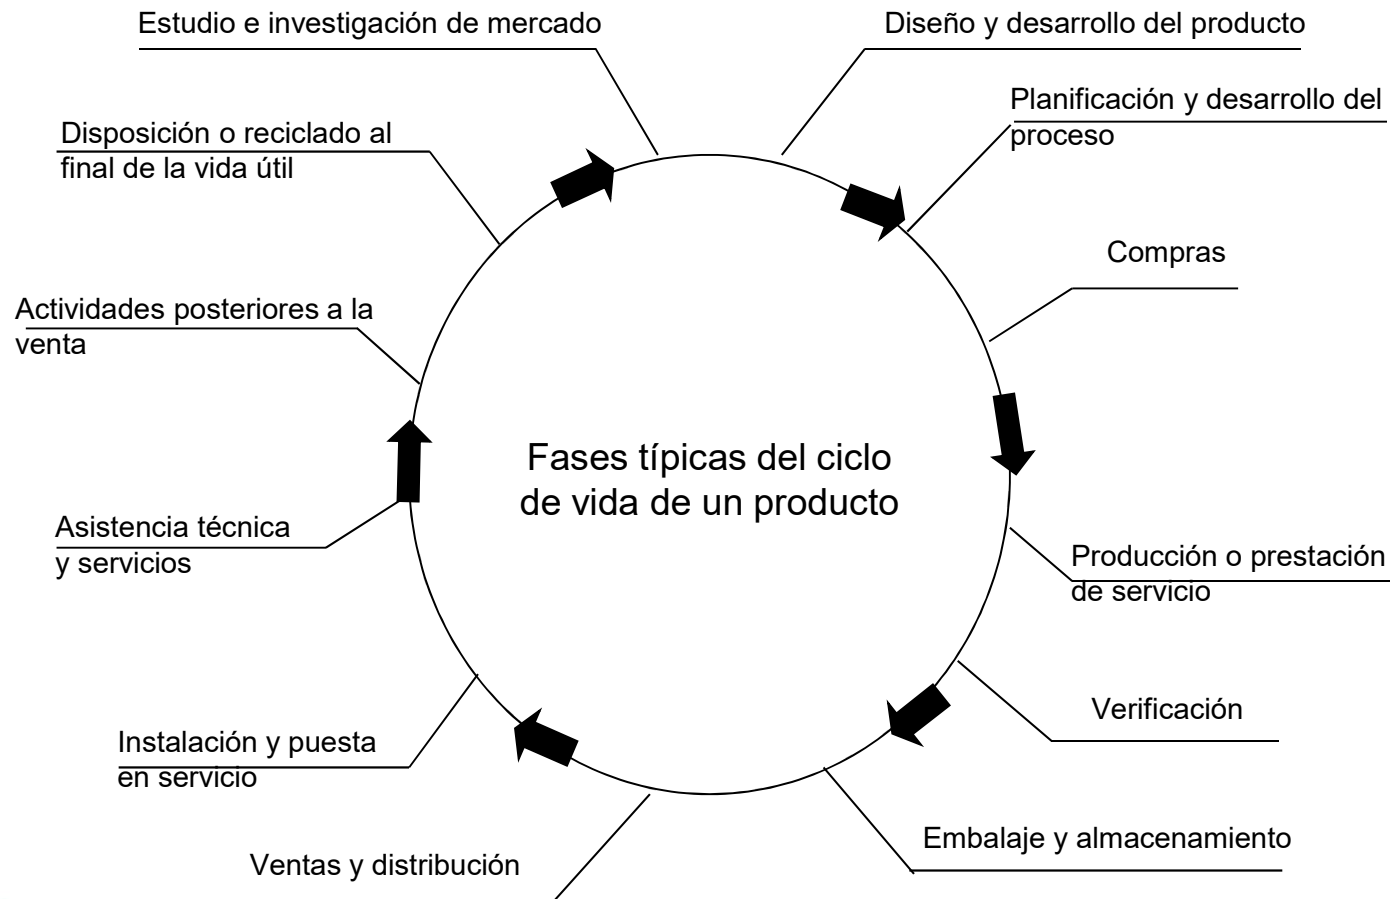 Estudio e investigación de mercado
Diseño y desarrollo del producto
Planificación y desarrollo del
proceso
Disposición o reciclado al
final de la vida útil
Compras
Actividades posteriores a la
venta
Fases típicas del ciclo
de vida de un producto
Asistencia técnica
y servicios
Producción o prestación
de servicio
Verificación
Instalación y puesta
en servicio
Embalaje y almacenamiento
Ventas y distribución